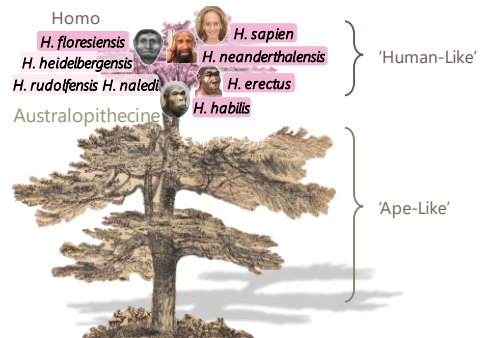 Homo
H. sapien
H. floresiensis
H. neanderthalensis
H. heidelbergensis
H. rudolfensis H. naledi
H. erectus
H. habilis
'Human-Like'
Australopithecine
'Ape-Like'